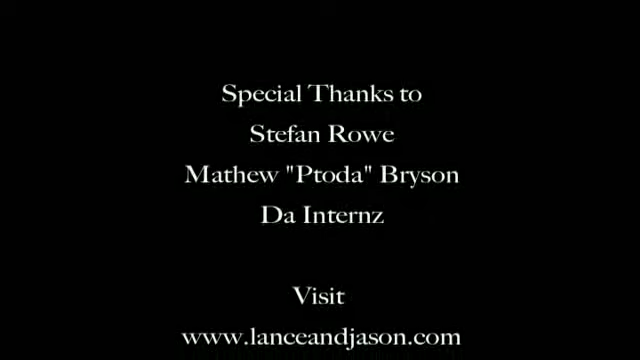 Special Thanks to
Stefan Rowe
Mathew "Ptoda" Bryson
Da Internz
Visit
www.lanceandjason.com